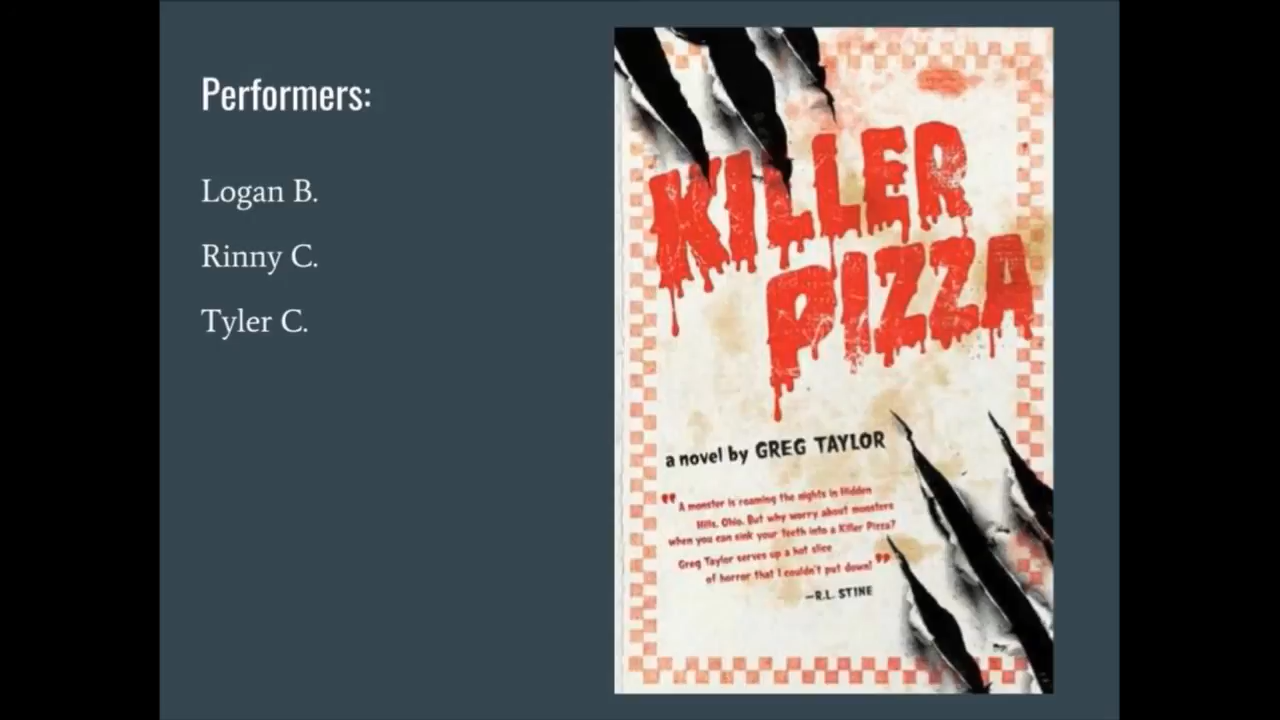 Performers:
Logan B.
Rinny C.
Tyler C.
KILLER
PIZZA
a novel by GREG TAYLOR
"A monster is roaming the nights in Hidden
Hills, Ohio. But why worry about monsters
when you can sink your teeth into a Killer Pizza?
Greg Taylor serves up a hot slice
of horror that I couldn't put down!"
—R.L. STINE